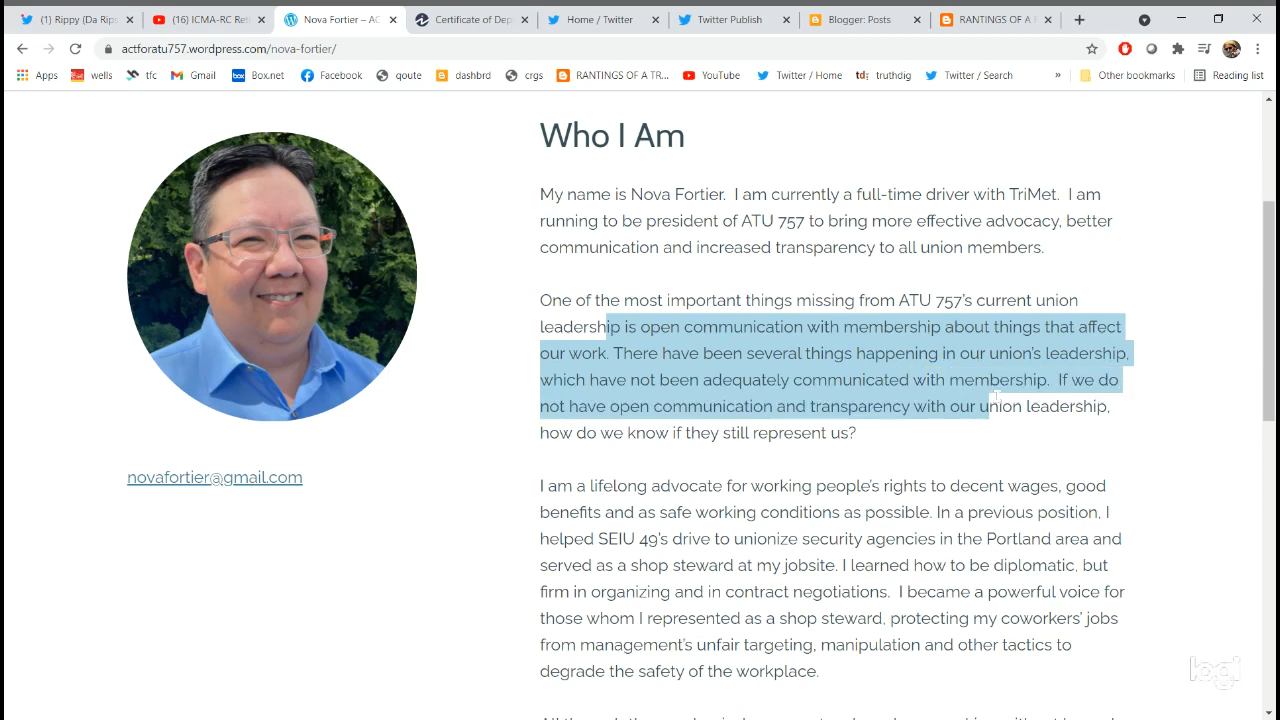 (1) Rippy (Da Rips
(16) ICMA-RC Reti
Nova Fortier – AC
Certificate of Dep
Home / Twitter
Twitter Publish
Blogger: Posts
RANTINGS OF A F
actforatu757.wordpress.com/nova-fortier/
Apps
wells
tfc
Gmail
Box.net
Facebook
qoute
dashbrd
crgs
RANTINGS OF A TR...
YouTube
Twitter / Home
truthdig
Twitter / Search
»
Other bookmarks
Reading list
Who I Am
My name is Nova Fortier. I am currently a full-time driver with TriMet. I am
running to be president of ATU 757 to bring more effective advocacy, better
communication and increased transparency to all union members.
One of the most important things missing from ATU 757's current union
leadership is open communication with membership about things that affect
our work. There have been several things happening in our union's leadership,
which have not been adequately communicated with membership. If we do
not have open communication and transparency with our union leadership,
how do we know if they still represent us?
novafortier@gmail.com
I am a lifelong advocate for working people's rights to decent wages, good
benefits and as safe working conditions as possible. In a previous position, I
helped SEIU 49's drive to unionize security agencies in the Portland area and
served as a shop steward at my jobsite. I learned how to be diplomatic, but
firm in organizing and in contract negotiations. I became a powerful voice for
those whom I represented as a shop steward, protecting my coworkers' jobs
from management's unfair targeting, manipulation and other tactics to
degrade the safety of the workplace.
logi